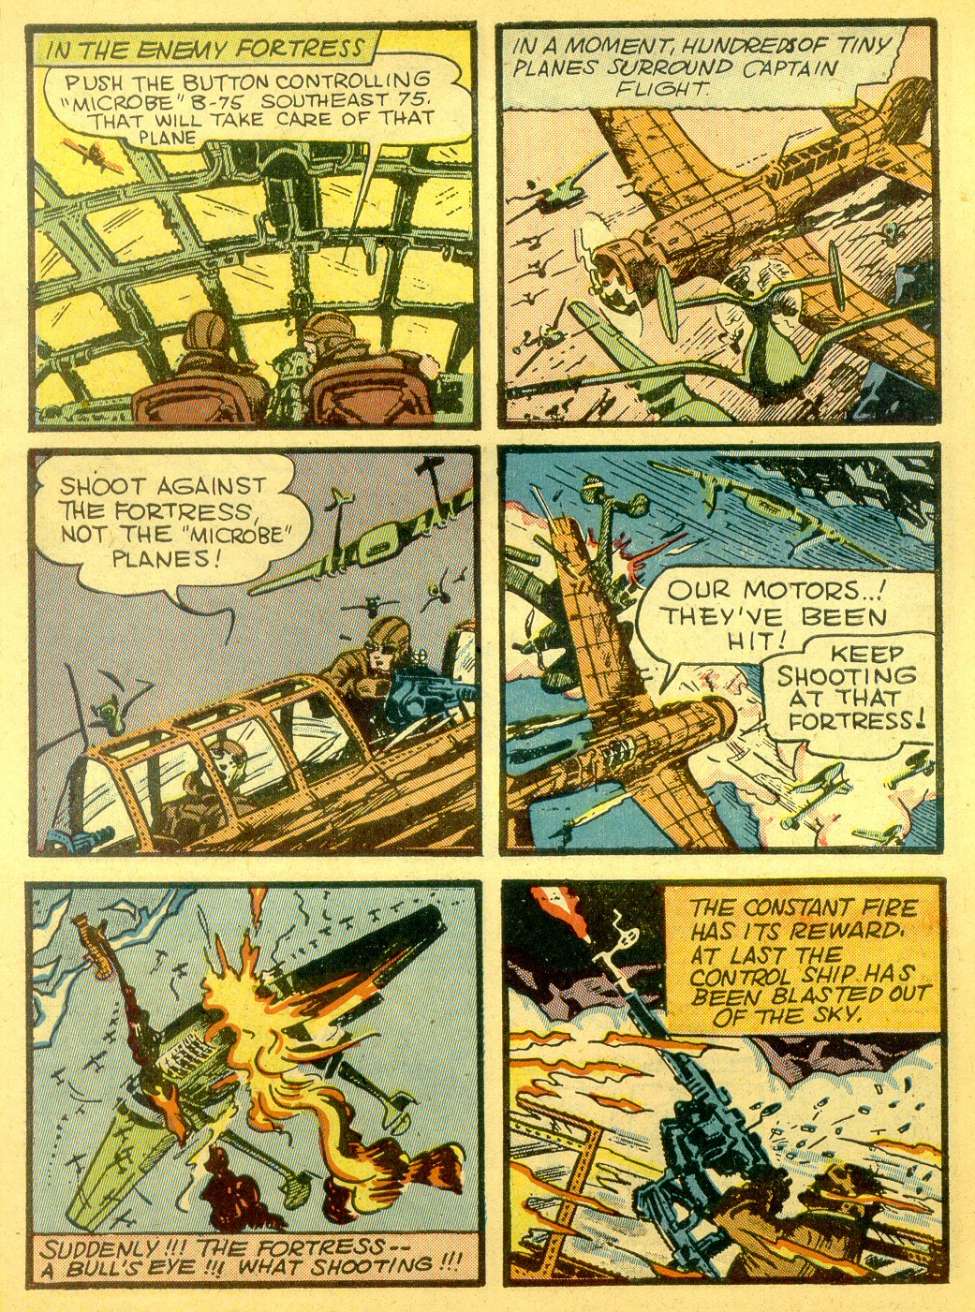 IN THE ENEMY FORTRESS
PUSH THE BUTTON CONTROLLING
"MICROBE" B-75 SOUTHEAST 75.
THAT WILL TAKE CARE OF THAT
PLANE
IN A MOMENT, HUNDREDS OF TINY
PLANES SURROUND CAPTAIN
FLIGHT.
SHOOT AGAINST
THE FORTRESS,
NOT THE "MICROBE"
PLANES!
OUR MOTORS..!
THEY'VE BEEN
HIT!
KEEP
SHOOTING
AT THAT
FORTRESS!
SUDDENLY!!! THE FORTRESS--
A BULL'S EYE!!! WHAT SHOOTING!!!
THE CONSTANT FIRE
HAS ITS REWARD.
AT LAST THE
CONTROL SHIP HAS
BEEN BLASTED OUT
OF THE SKY.